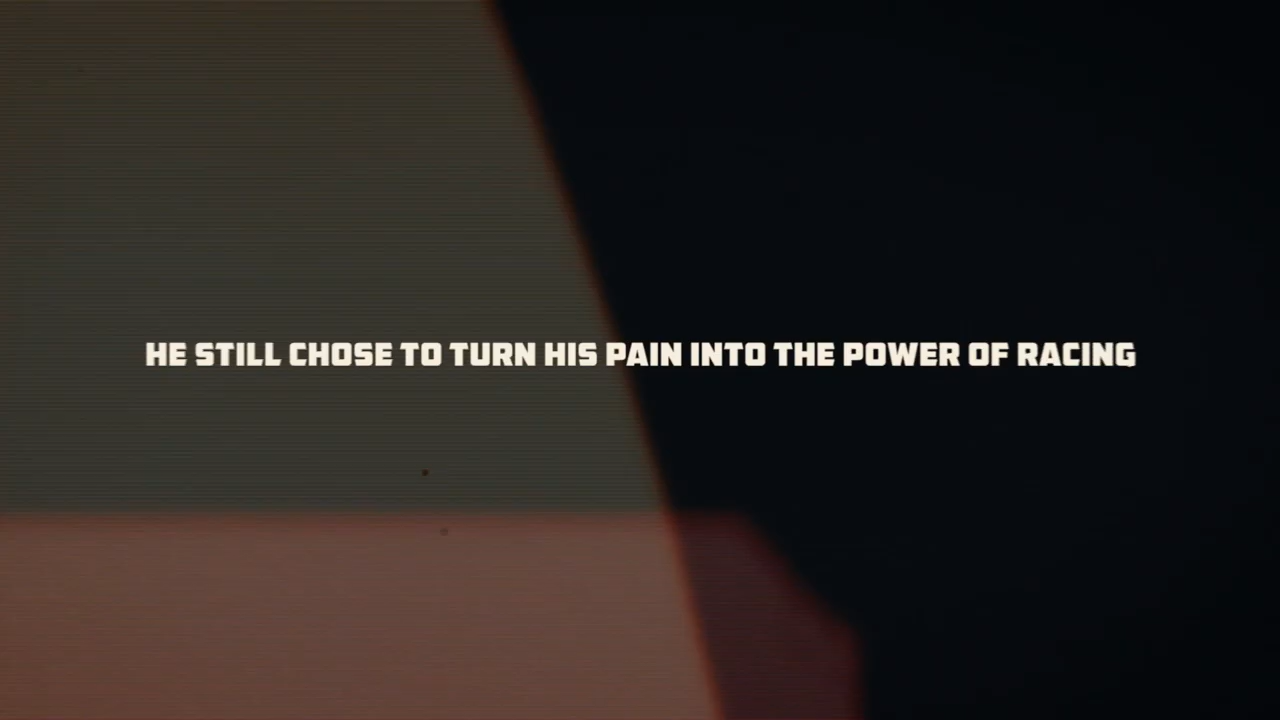 HE STILL CHOSE TO TURN HIS PAIN INTO THE POWER OF RACING